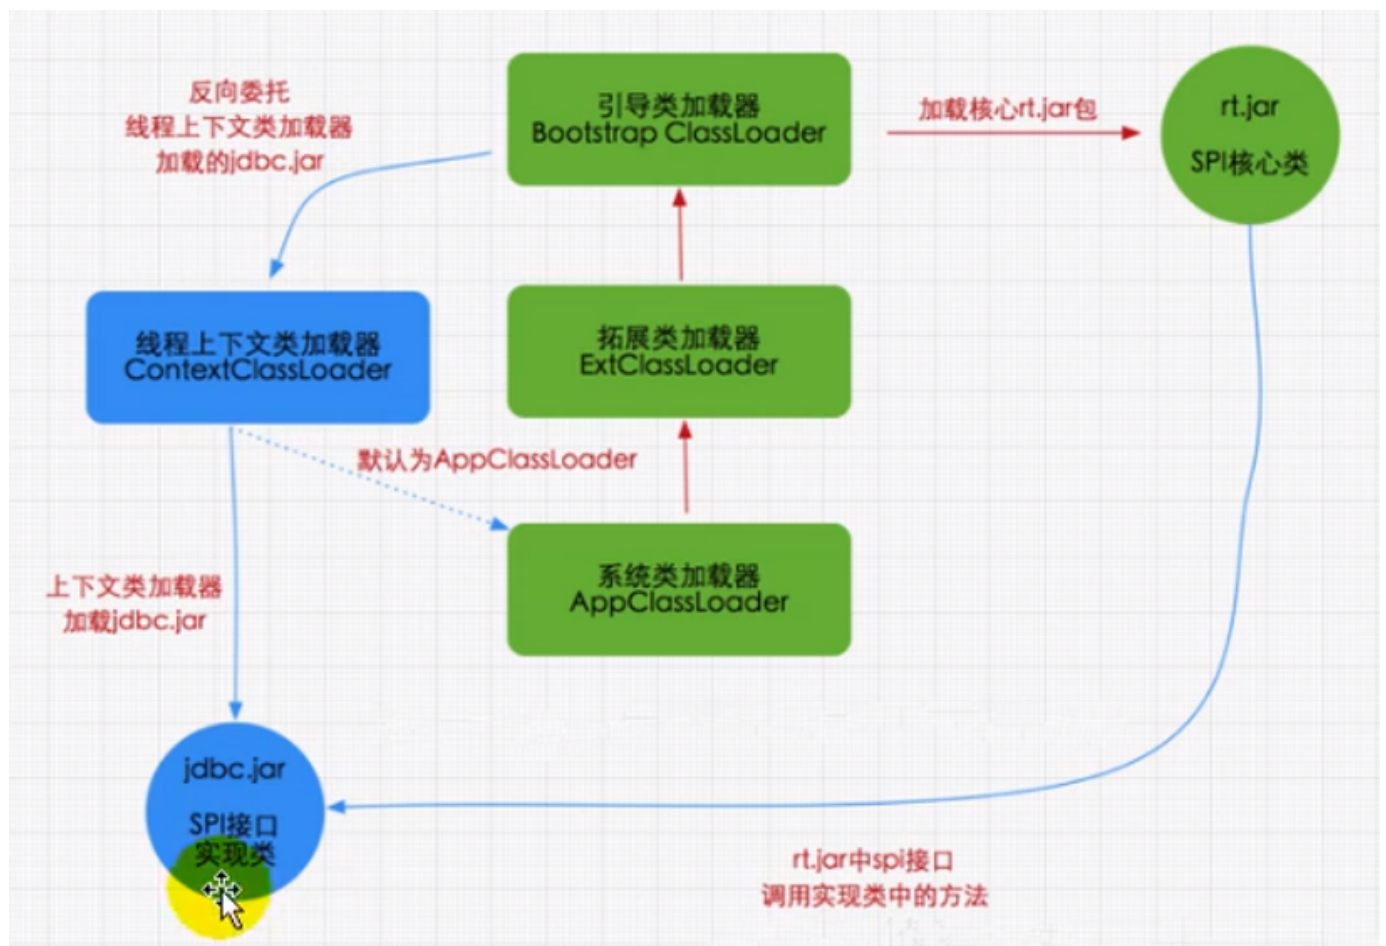 反向委托
线程上下文类加载器
加载的jdbc.jar
引导类加载器
Bootstrap ClassLoader
加载核心rt.jar包
rt.jar
SPI核心类
线程上下文类加载器
ContextClassLoader
拓展类加载器
ExtClassLoader
默认为AppClassLoader
系统类加载器
AppClassLoader
上下文类加载器
加载jdbc.jar
jdbc.jar
SPI接口
实现类
rt.jar中spi接口
调用实现类中的方法